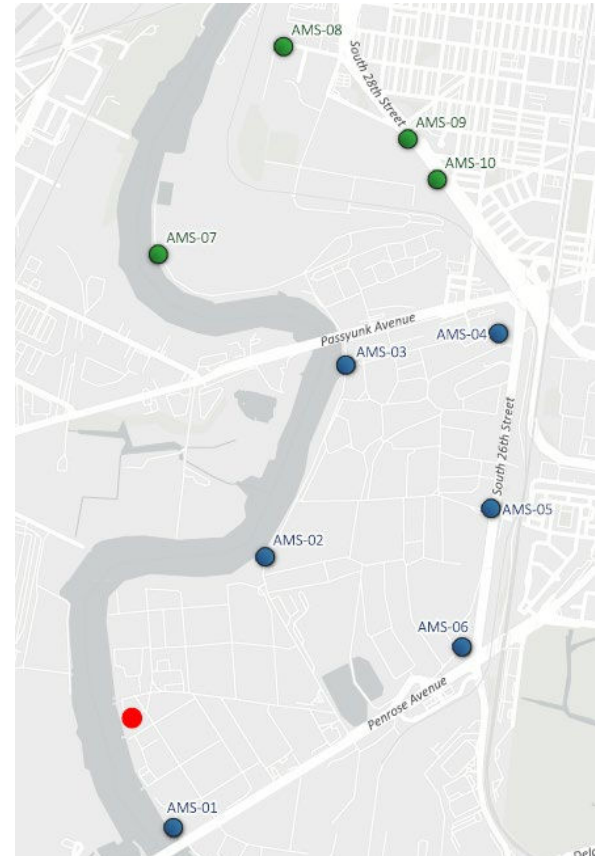 AMS-08
South 28th Street
AMS-09
AMS-10
AMS-07
Passyunk Avenue
AMS-04
AMS-03
South 26th Street
AMS-05
AMS-02
AMS-06
Penrose Avenue
AMS-01
Delo